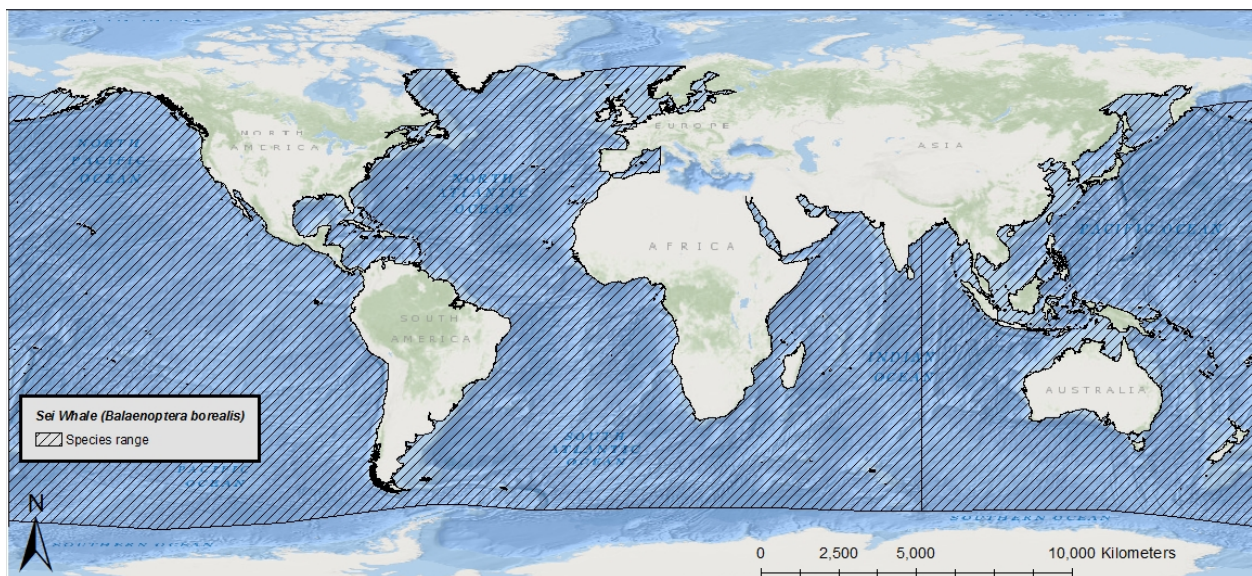 NORTH
PACIFIC
OCEAN
NORTH
AMERICA
NORTH
ATLANTIC
OCEAN
EUROPE
ASIA
PACIFIC OCEAN
AFRICA
SOUTH
AMERICA
INDIAN
OCEAN
AUSTRALIA
Sei Whale (Balaenoptera borealis)
Species range
SOUTH
ATLANTIC
OCEAN
PACIFIC
OCEAN
N
SOUTHERN OCEAN
SOUTHERN OCEAN
0 2,500 5,000 10,000 Kilometers